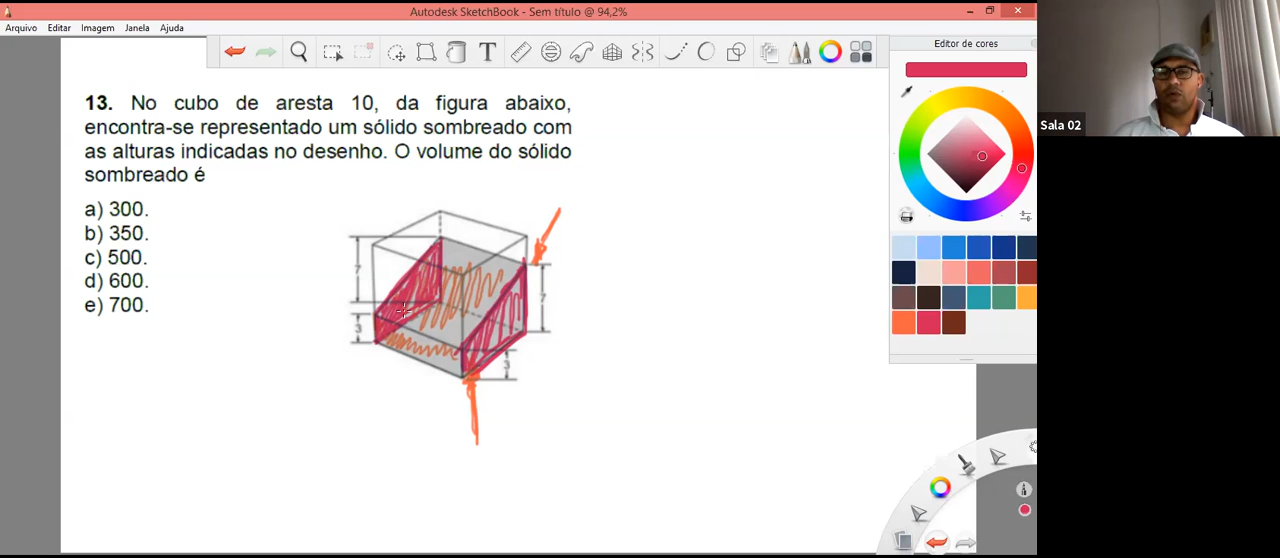 Autodesk SketchBook - Sem título @ 94,2%
Arquivo Editar Imagem Janela Ajuda
T
Editor de cores
Sala 02
13. No cubo de aresta 10, da figura abaixo,
encontra-se representado um sólido sombreado com
as alturas indicadas no desenho. O volume do sólido
sombreado é
a) 300.
b) 350.
c) 500.
d) 600.
e) 700.
7
7
3
3